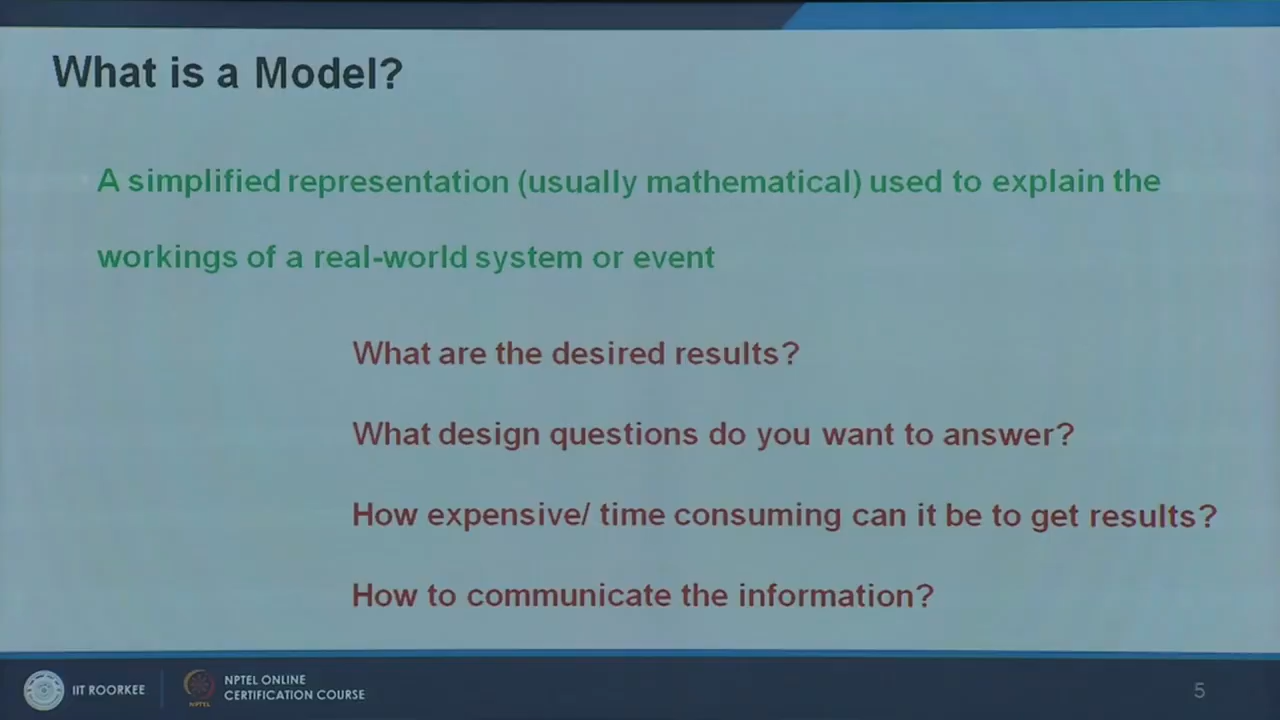 What is a Model?
A simplified representation (usually mathematical) used to explain the
workings of a real-world system or event
What are the desired results?
What design questions do you want to answer?
How expensive/ time consuming can it be to get results?
How to communicate the information?
IIT ROORKEE
NPTEL ONLINE
CERTIFICATION COURSE
NPTEL
5